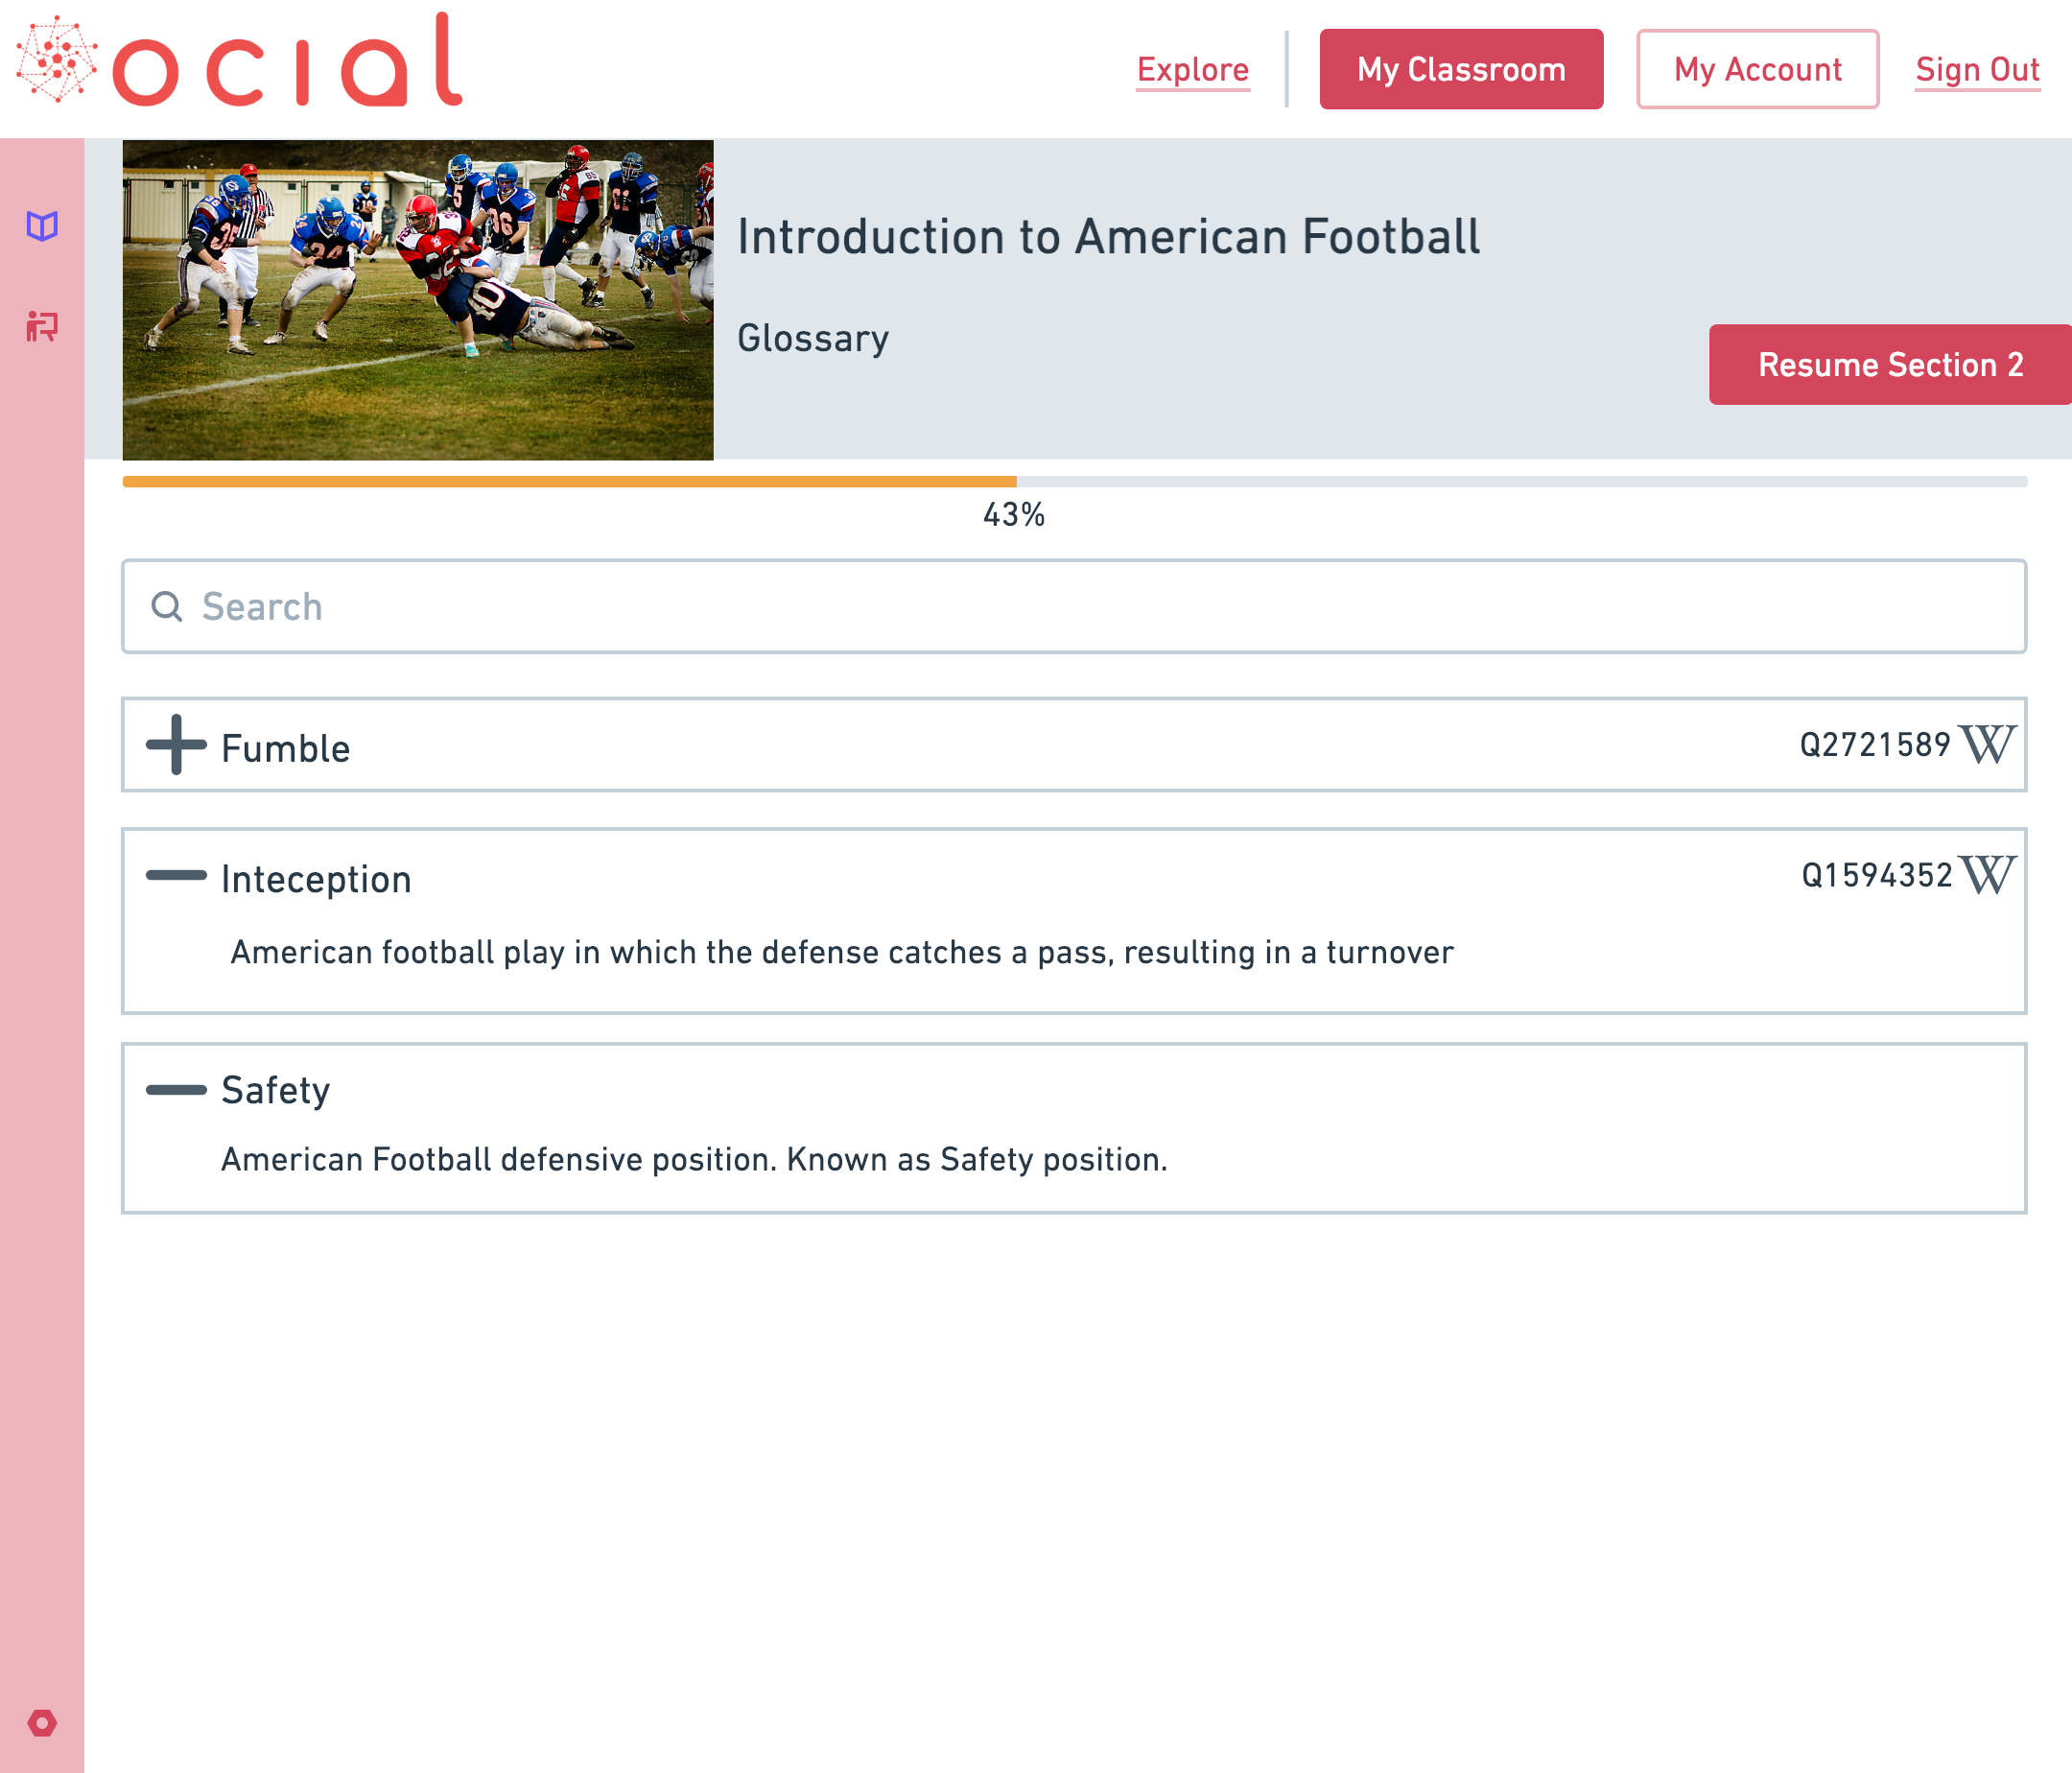 ocial
Explore
My Classroom
My Account
Sign Out
Introduction to American Football
Glossary
Resume Section 2
43%
Search
Fumble
Q2721589 W
Inteception
Q1594352 W
American football play in which the defense catches a pass, resulting in a turnover
Safety
American Football defensive position. Known as Safety position.